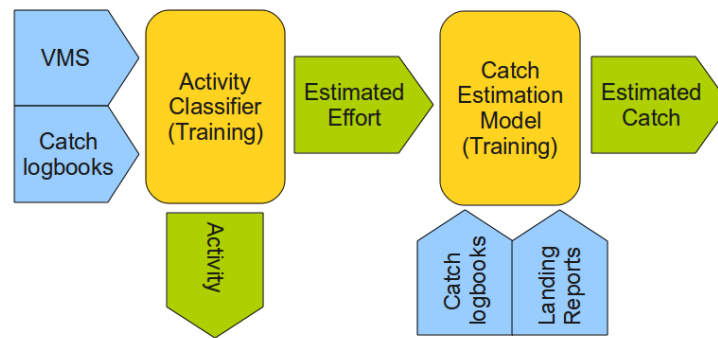 VMS
Catch
logbooks
Activity
Classifier
(Training)
Estimated
Effort
Catch
Estimation
Model
(Training)
Estimated
Catch
Activity
Catch
logbooks
Landing
Reports